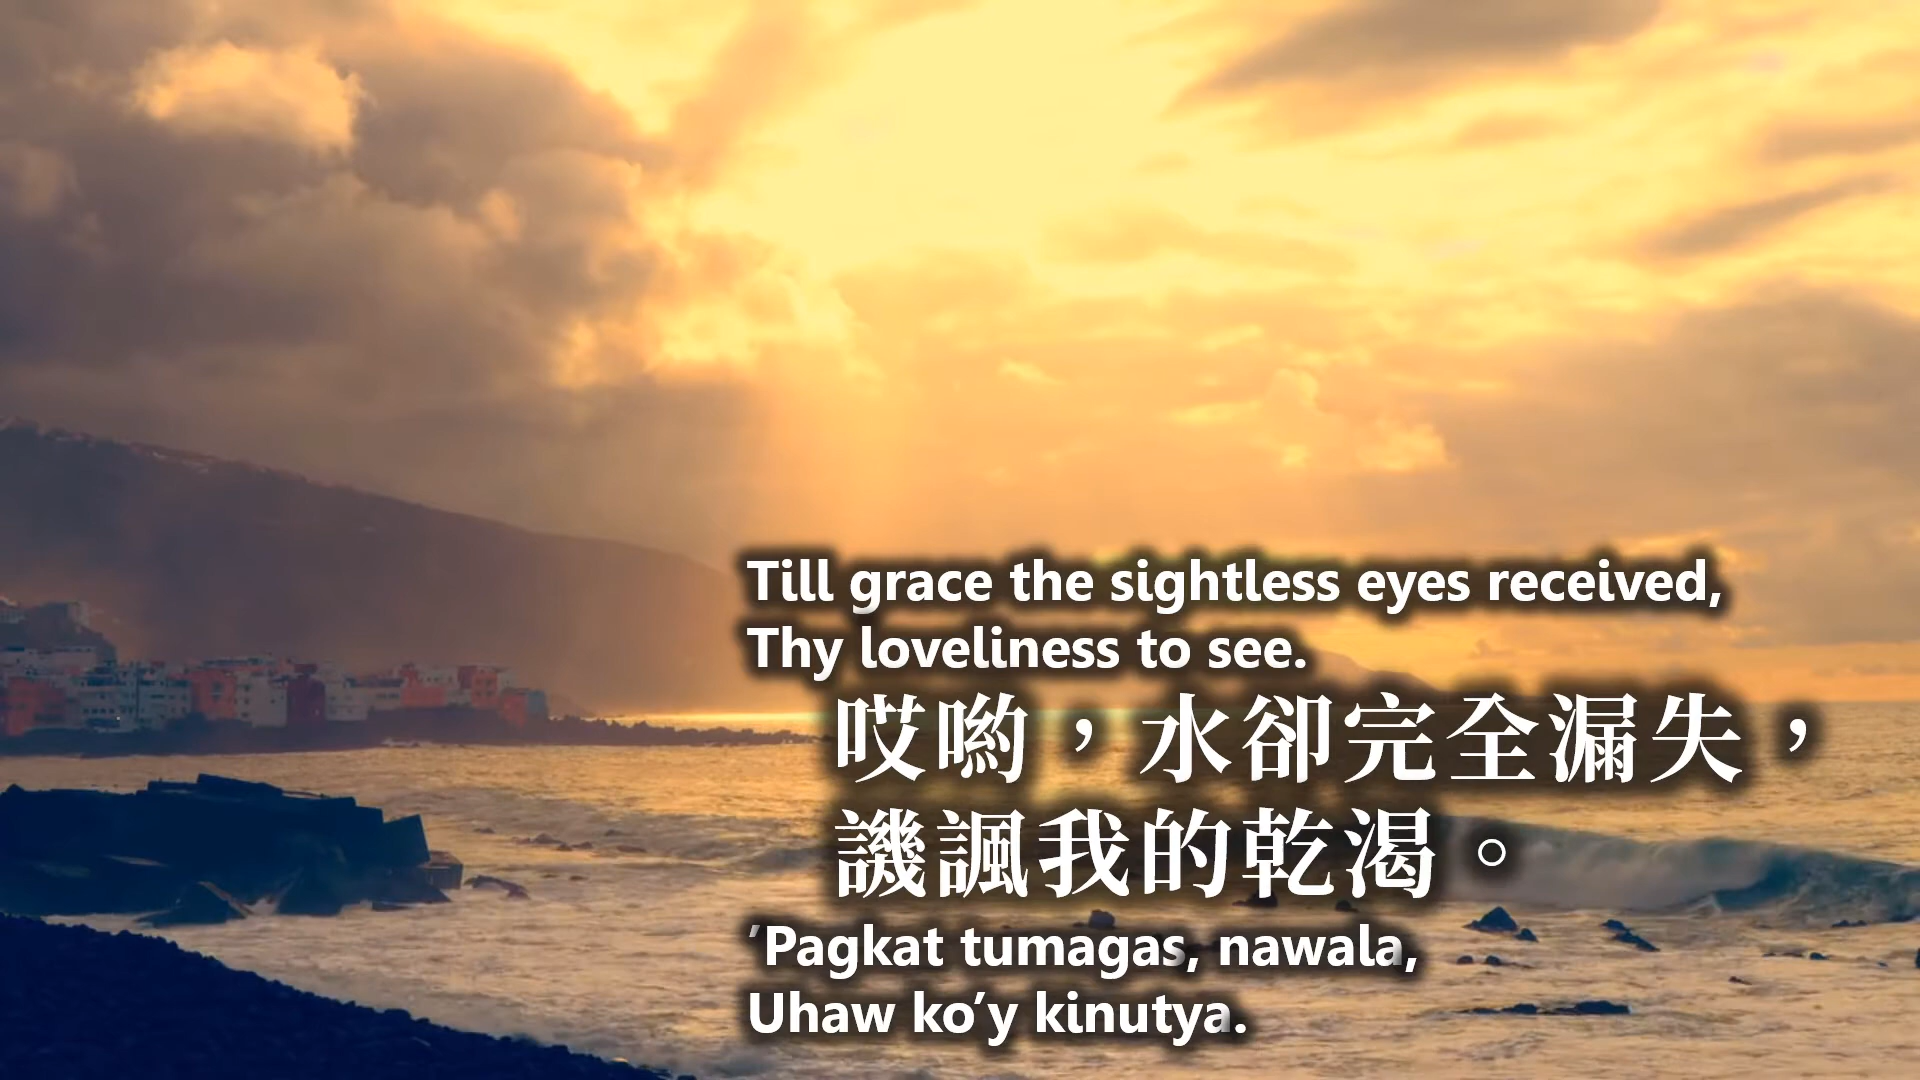 Till grace the sightless eyes received,
Thy loveliness to see.
哎喲，水卻完全漏失，
譏諷我的乾渴。
’Pagkat tumagas, nawala,
Uhaw ko’y kinutya.